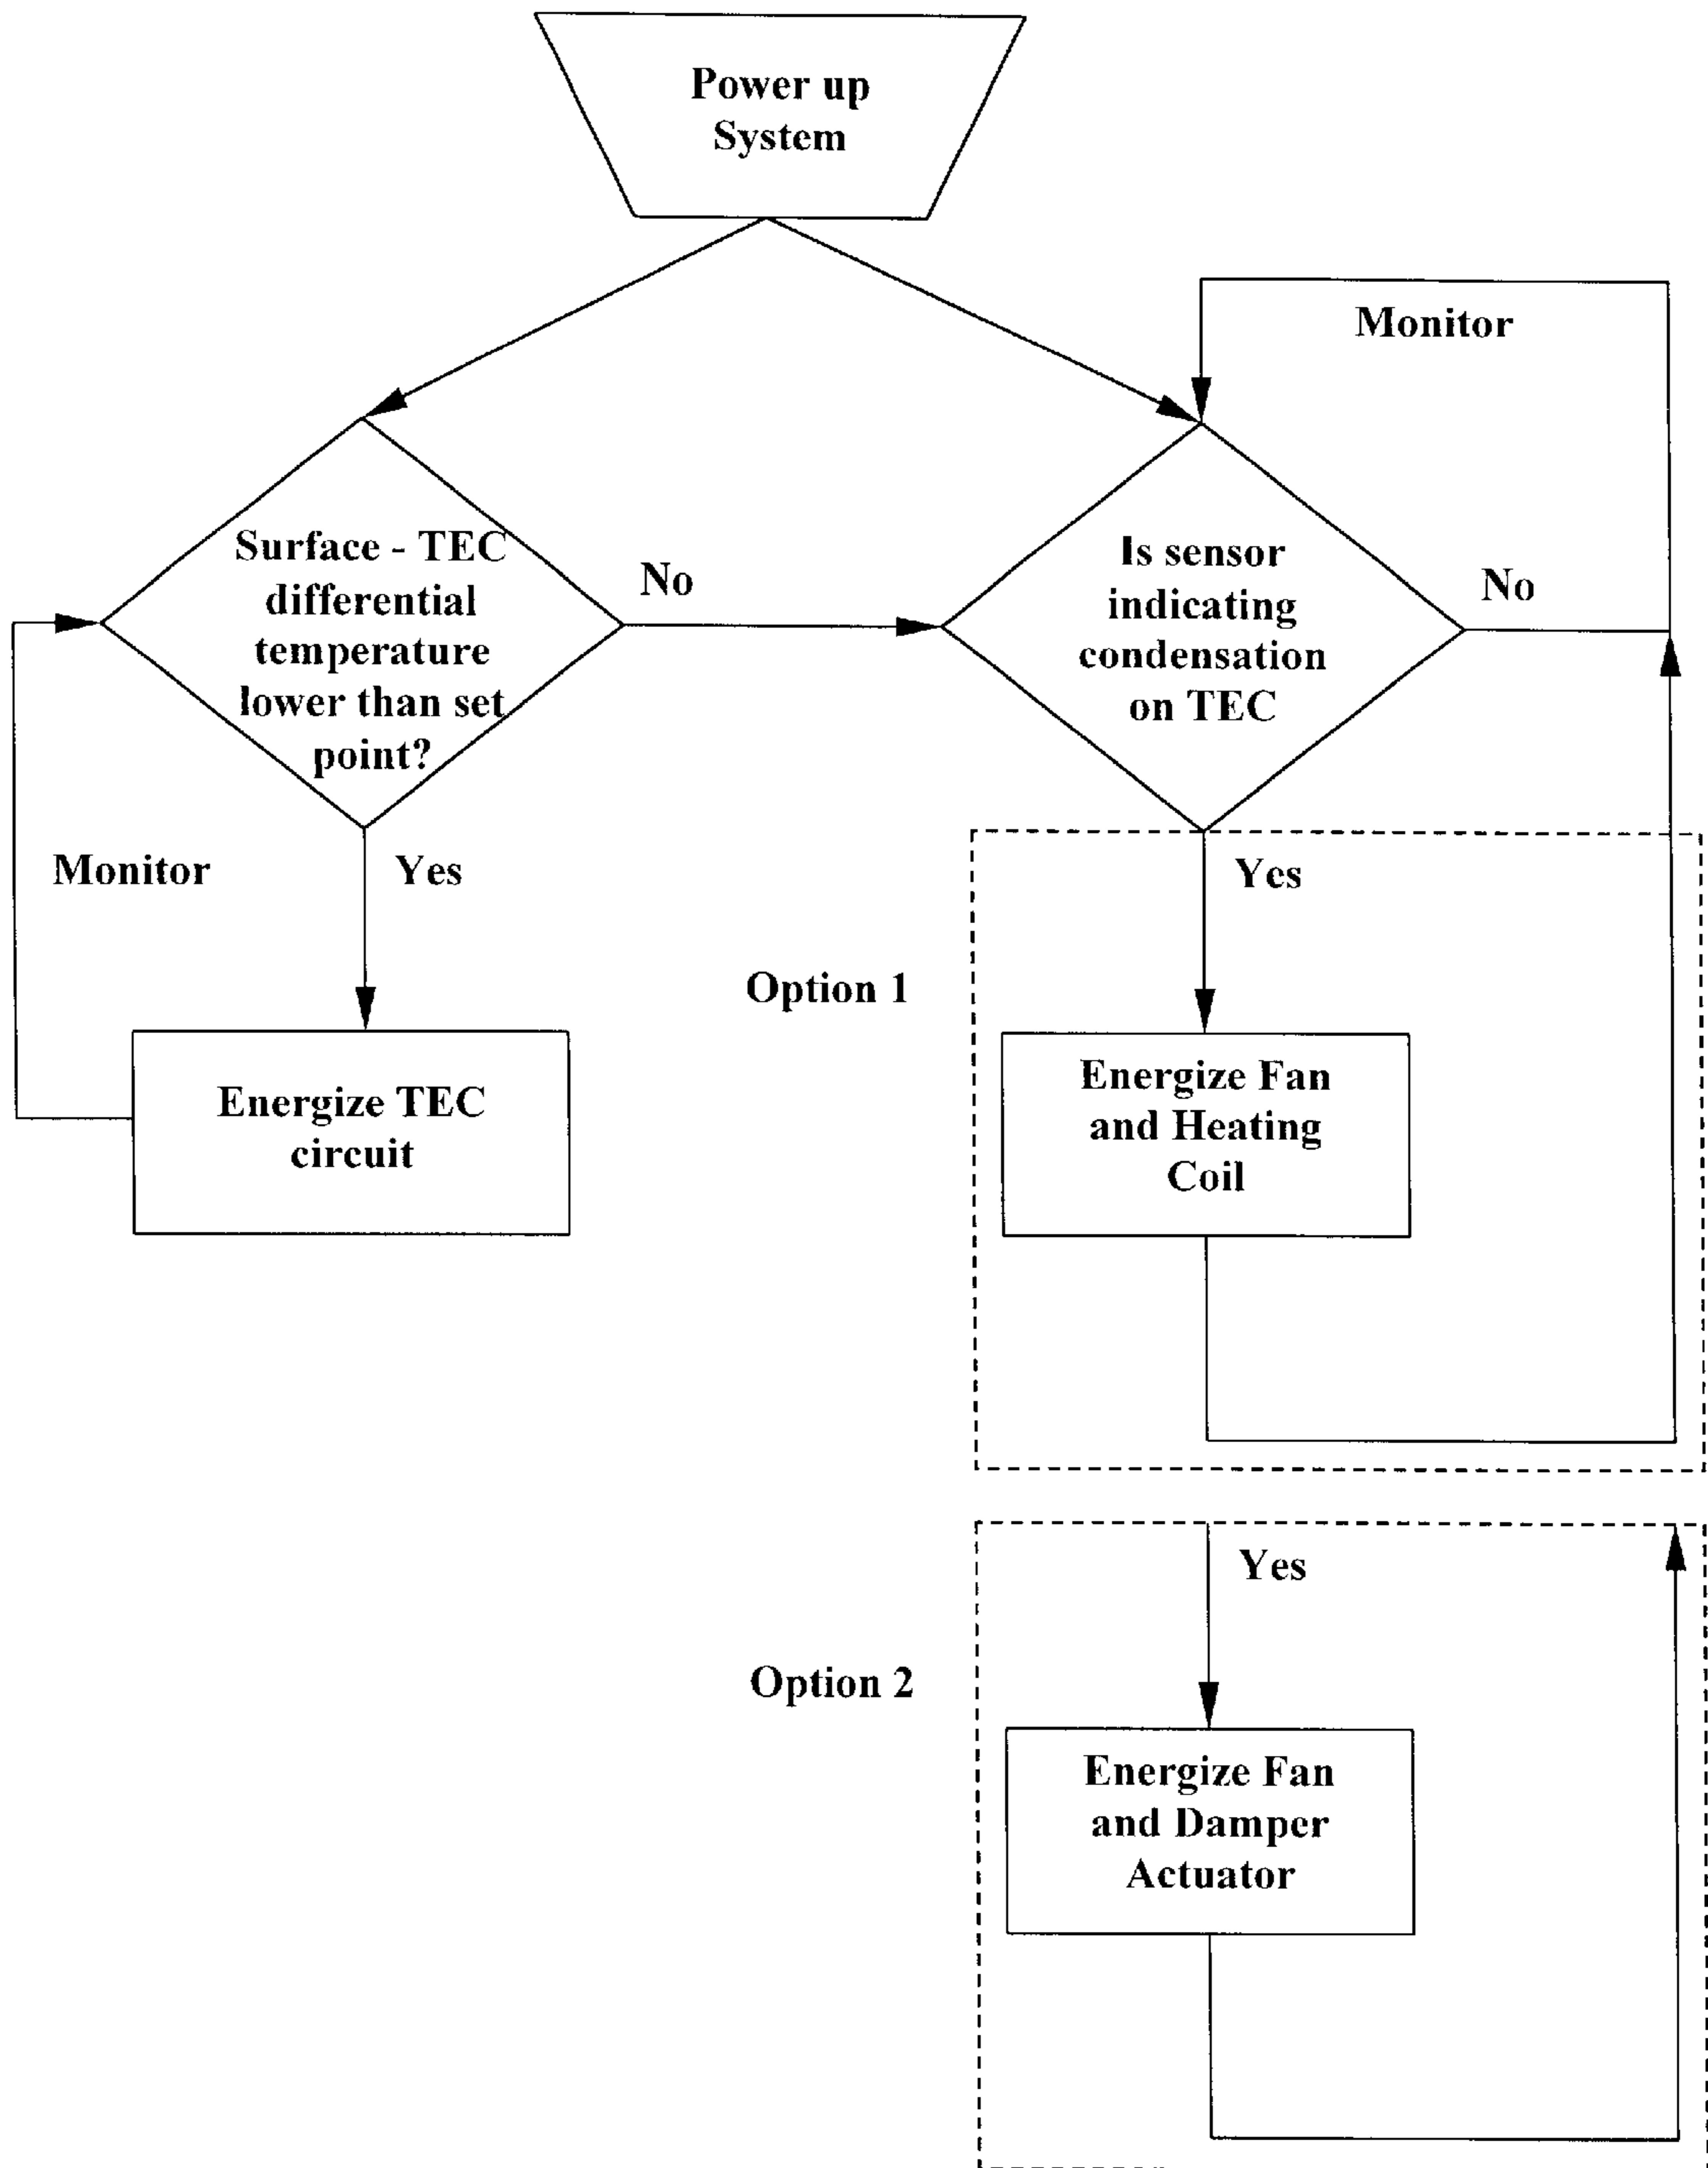 Power up
System
Monitor
Surface - TEC
differential
temperature
lower than set
point?
No
Is sensor
indicating
condensation
on TEC
No
Monitor
Yes
Yes
Option 1
Energize TEC
circuit
Energize Fan
and Heating
Coil
Yes
Option 2
Energize Fan
and Damper
Actuator